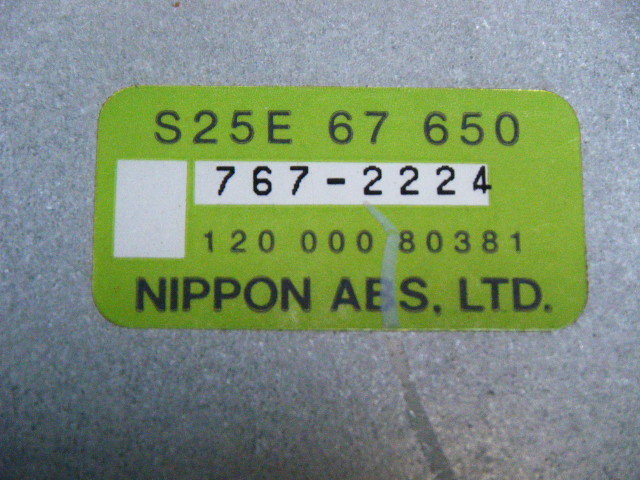 S25E 67 650
767-2224
120 000 80381
NIPPON ABS, LTD.